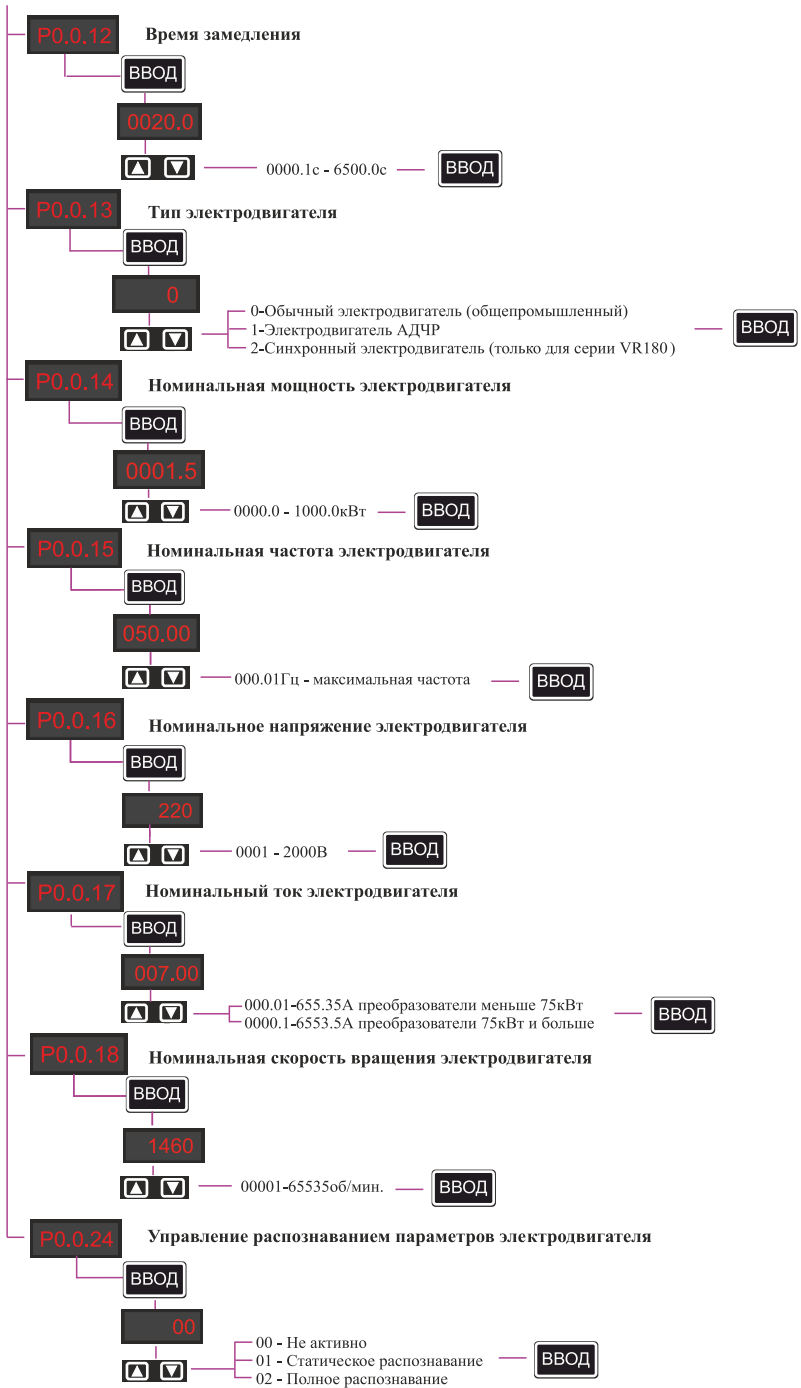 P0.0.12 Время замедления
ВВОД
0020.0
0000.1с - 6500.0с ВВОД
P0.0.13 Тип электродвигателя
ВВОД
0
0-Обычный электродвигатель (общепромышленный)
1-Электродвигатель АДЧР ВВОД
2-Синхронный электродвигатель (только для серии VR180)
P0.0.14 Номинальная мощность электродвигателя
ВВОД
0001.5
0000.0 - 1000.0кВт ВВОД
P0.0.15 Номинальная частота электродвигателя
ВВОД
050.00
000.01Гц - максимальная частота ВВОД
P0.0.16 Номинальное напряжение электродвигателя
ВВОД
220
0001 - 2000В ВВОД
P0.0.17 Номинальный ток электродвигателя
ВВОД
007.00
000.01-655.35А преобразователи меньше 75кВт
0000.1-6553.5А преобразователи 75кВт и больше ВВОД
P0.0.18 Номинальная скорость вращения электродвигателя
ВВОД
1460
00001-65535об/мин. ВВОД
P0.0.24 Управление распознаванием параметров электродвигателя
ВВОД
00
00 - Не активно
01 - Статическое распознавание ВВОД
02 - Полное распознавание